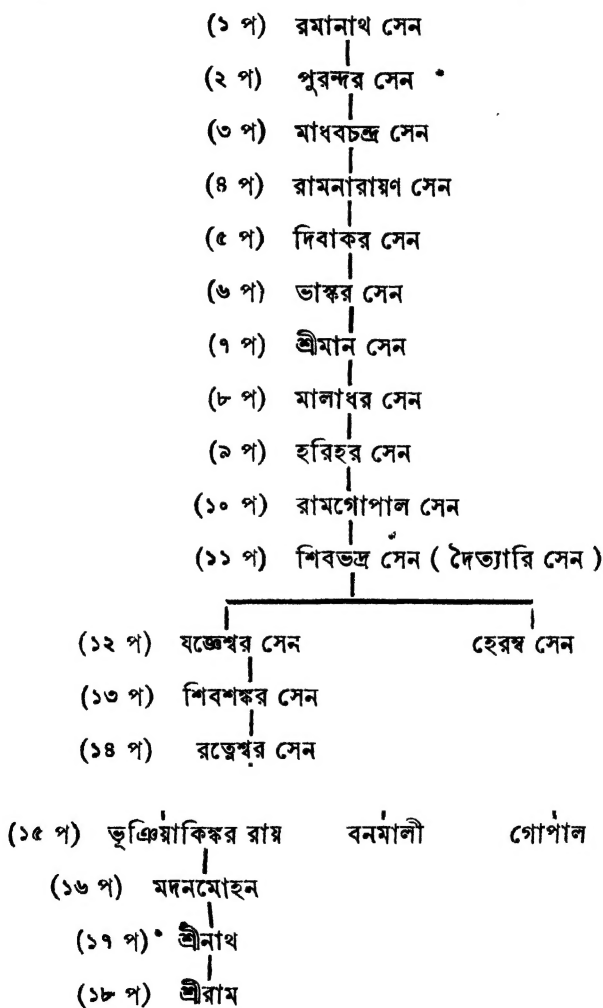 (১ প) রমানাথ সেন
(২ প) পুরন্দর সেন
(৩ প) মাধবচন্দ্র সেন
(৪ প) রামনারায়ণ সেন
(৫ প) দিবাকর সেন
(৬ প) ভাস্কর সেন
(৭ প) শ্রীমান সেন
(৮ প) মালাধর সেন
(৯ প) হরিহর সেন
(১০ প) রামগোপাল সেন
(১১ প) শিবভদ্র সেন ( দৈত্যারি সেন )
(১২ প) যজ্ঞেশ্বর সেন হেরম্ব সেন
(১৩ প) শিবশঙ্কর সেন
(১৪ প) রত্নেশ্বর সেন
(১৫ প) ভূঞিয়াকিঙ্কর রায় বনমালী গোপাল
(১৬ প) মদনমোহন
(১৭ প) শ্রীনাথ
(১৮ প) শ্রীরাম